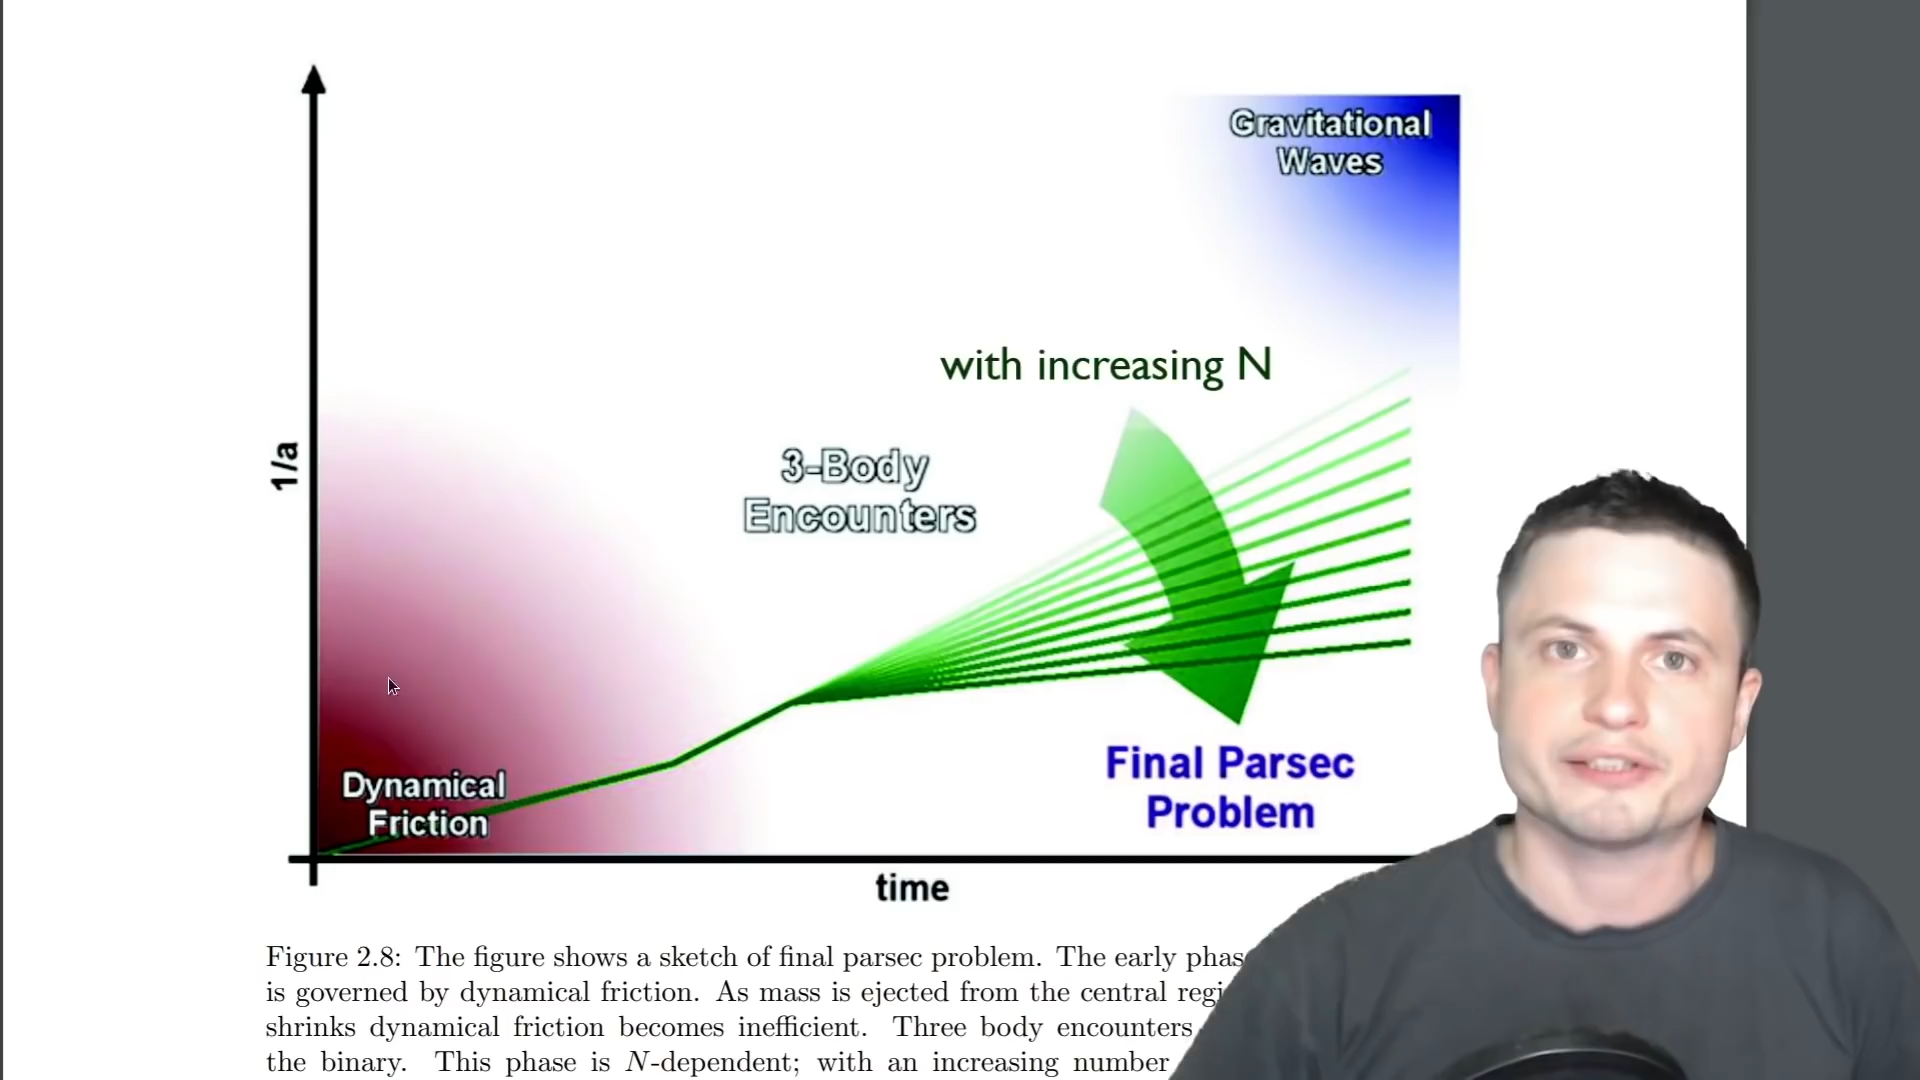 Gravitational
Waves
with increasing N
3-Body
Encounters
1/a
Dynamical
Friction
Final Parsec
Problem
time
Figure 2.8: The figure shows a sketch of final parsec problem. The early phase
is governed by dynamical friction. As mass is ejected from the central
shrinks dynamical friction becomes inefficient. Three body encounters
the binary. This phase is N-dependent; with an increasing number